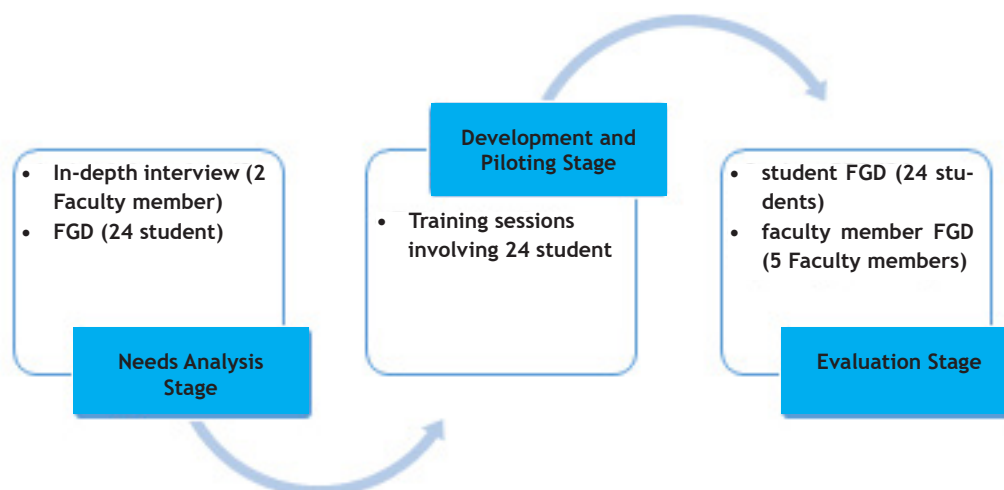 • In-depth interview (2
Faculty member)
• FGD (24 student)
Needs Analysis
Stage
Development and
Piloting Stage
• Training sessions
involving 24 student
• student FGD (24 stu-
dents)
• faculty member FGD
(5 Faculty members)
Evaluation Stage